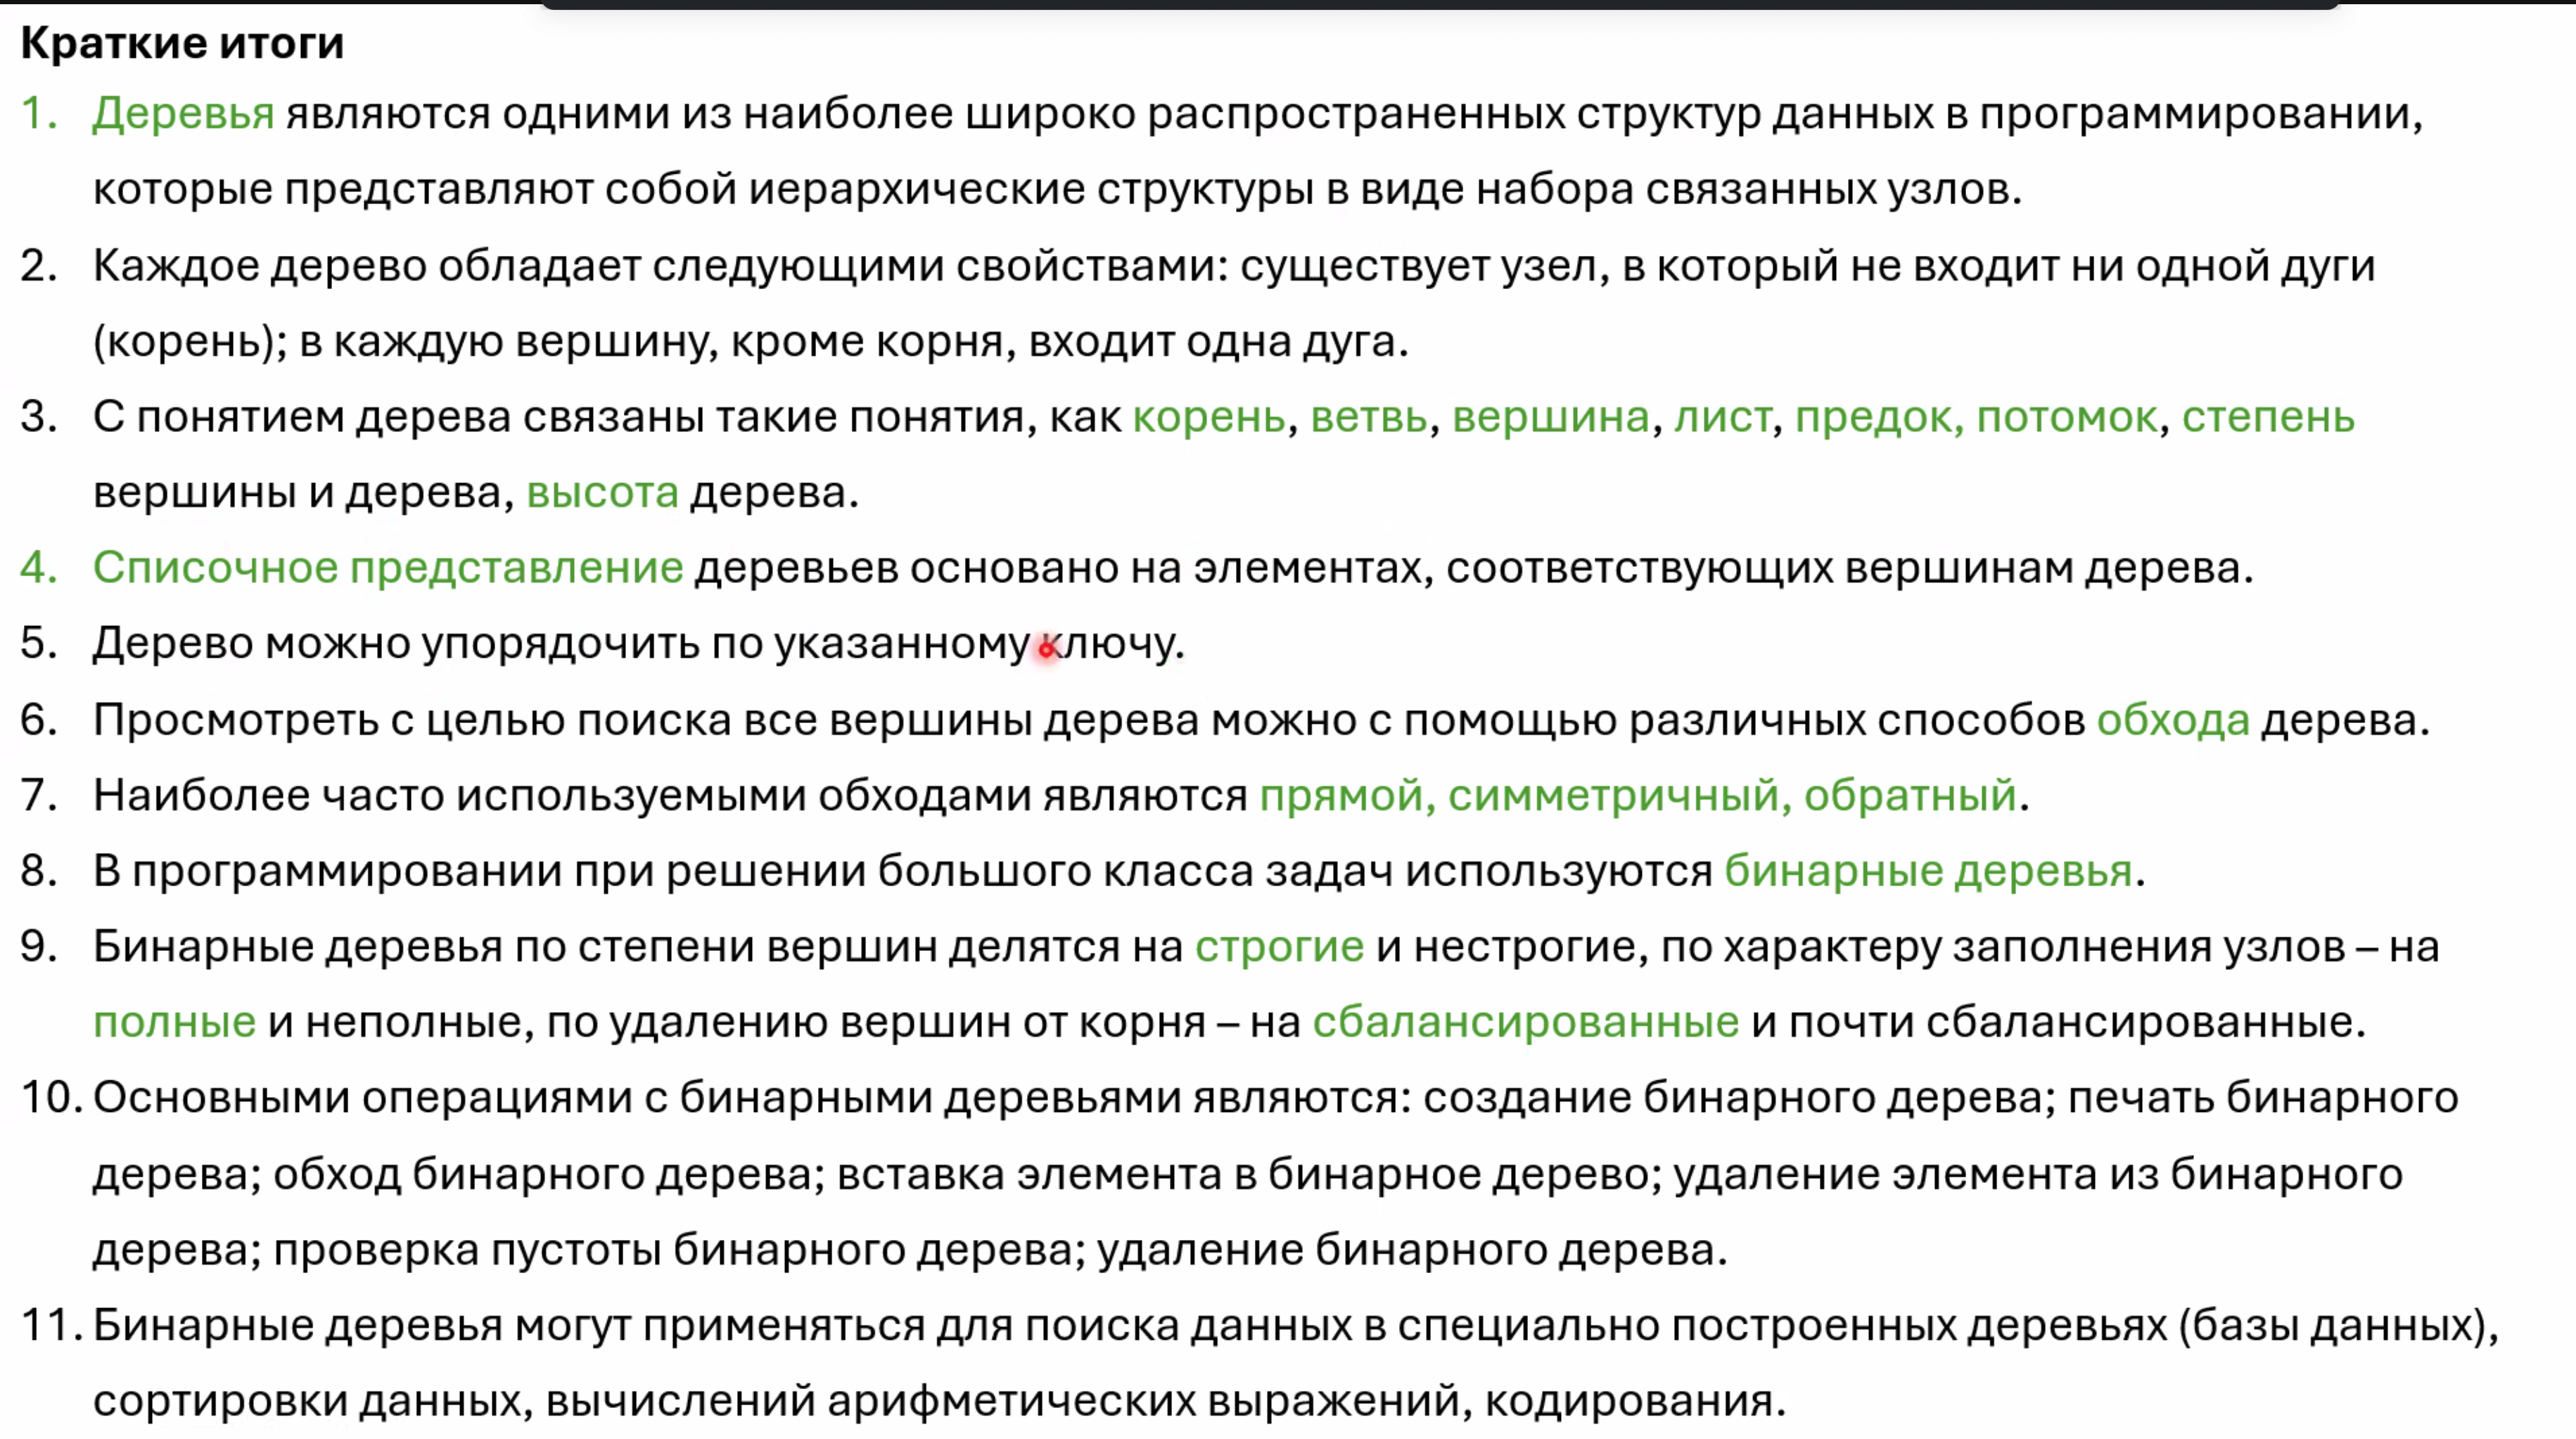 Краткие итоги
1. Деревья являются одними из наиболее широко распространенных структур данных в программировании,
которые представляют собой иерархические структуры в виде набора связанных узлов.
2. Каждое дерево обладает следующими свойствами: существует узел, в который не входит ни одной дуги
(корень); в каждую вершину, кроме корня, входит одна дуга.
3. С понятием дерева связаны такие понятия, как корень, ветвь, вершина, лист, предок, потомок, степень
вершины и дерева, высота дерева.
4. Списочное представление деревьев основано на элементах, соответствующих вершинам дерева.
5. Дерево можно упорядочить по указанному ключу.
6. Просмотреть с целью поиска все вершины дерева можно с помощью различных способов обхода дерева.
7. Наиболее часто используемыми обходами являются прямой, симметричный, обратный.
8. В программировании при решении большого класса задач используются бинарные деревья.
9. Бинарные деревья по степени вершин делятся на строгие и нестрогие, по характеру заполнения узлов – на
полные и неполные, по удалению вершин от корня – на сбалансированные и почти сбалансированные.
10. Основными операциями с бинарными деревьями являются: создание бинарного дерева; печать бинарного
дерева; обход бинарного дерева; вставка элемента в бинарное дерево; удаление элемента из бинарного
дерева; проверка пустоты бинарного дерева; удаление бинарного дерева.
11. Бинарные деревья могут применяться для поиска данных в специально построенных деревьях (базы данных),
сортировки данных, вычислений арифметических выражений, кодирования.